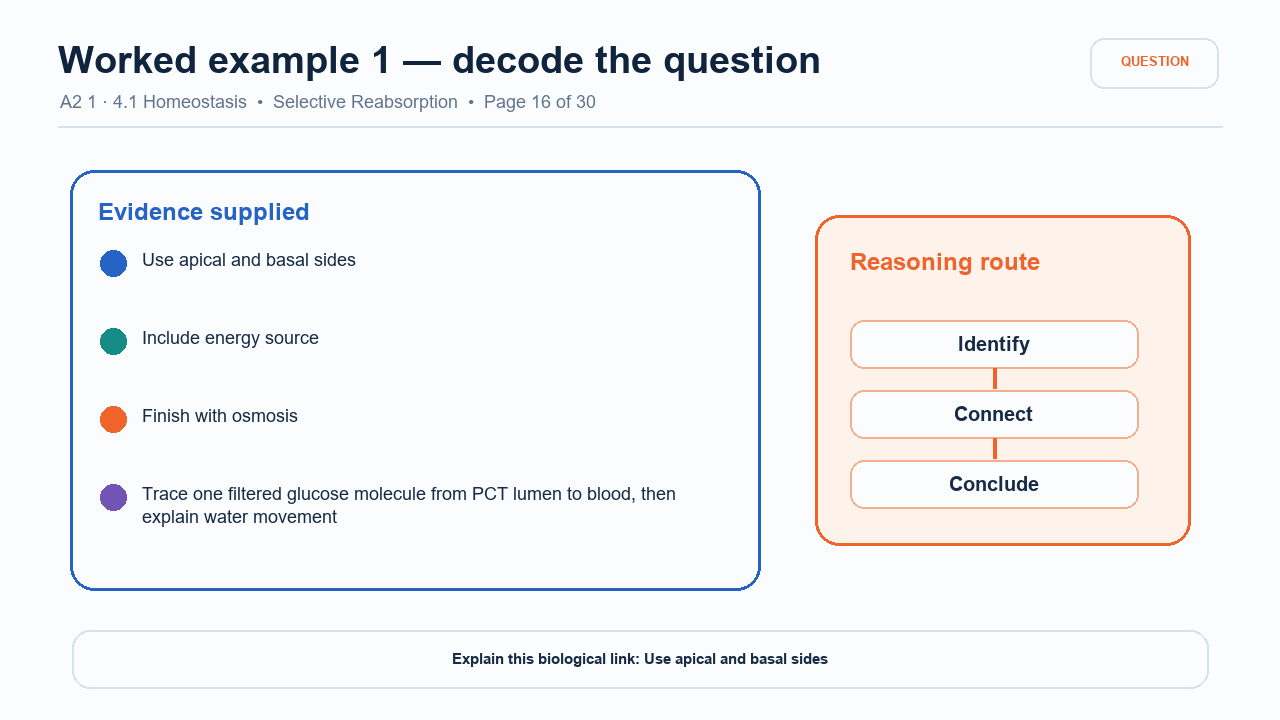 Worked example 1 — decode the question
QUESTION
A2 1 · 4.1 Homeostasis • Selective Reabsorption • Page 16 of 30
Evidence supplied
Use apical and basal sides
Include energy source
Finish with osmosis
Trace one filtered glucose molecule from PCT lumen to blood, then
explain water movement
Reasoning route
Identify
Connect
Conclude
Explain this biological link: Use apical and basal sides